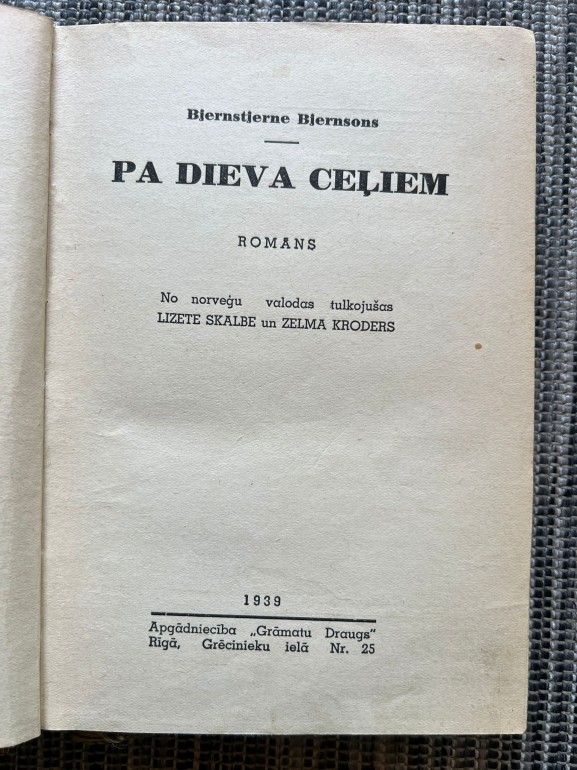 Bjernstjerne Bjernsons
PA DIEVA CEĻIEM
ROMANS
No norveģu valodas tulkojušas
LIZETE SKALBE un ZELMA KRODERS
1939
Apgādniecība „Grāmatu Draugs"
Rīgā, Grēcinieku ielā Nr. 25